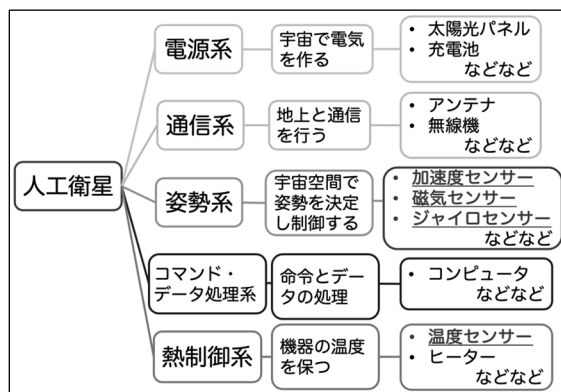 人工衛星
電源系
宇宙で電気
を作る
• 太陽光パネル
• 充電池
などなど
通信系
地上と通信
を行う
• アンテナ
• 無線機
などなど
姿勢系
宇宙空間で
姿勢を決定
し制御する
• 加速度センサー
• 磁気センサー
• ジャイロセンサー
などなど
コマンド・
データ処理系
命令とデー
タの処理
• コンピュータ
などなど
熱制御系
機器の温度
を保つ
• 温度センサー
• ヒーター
などなど